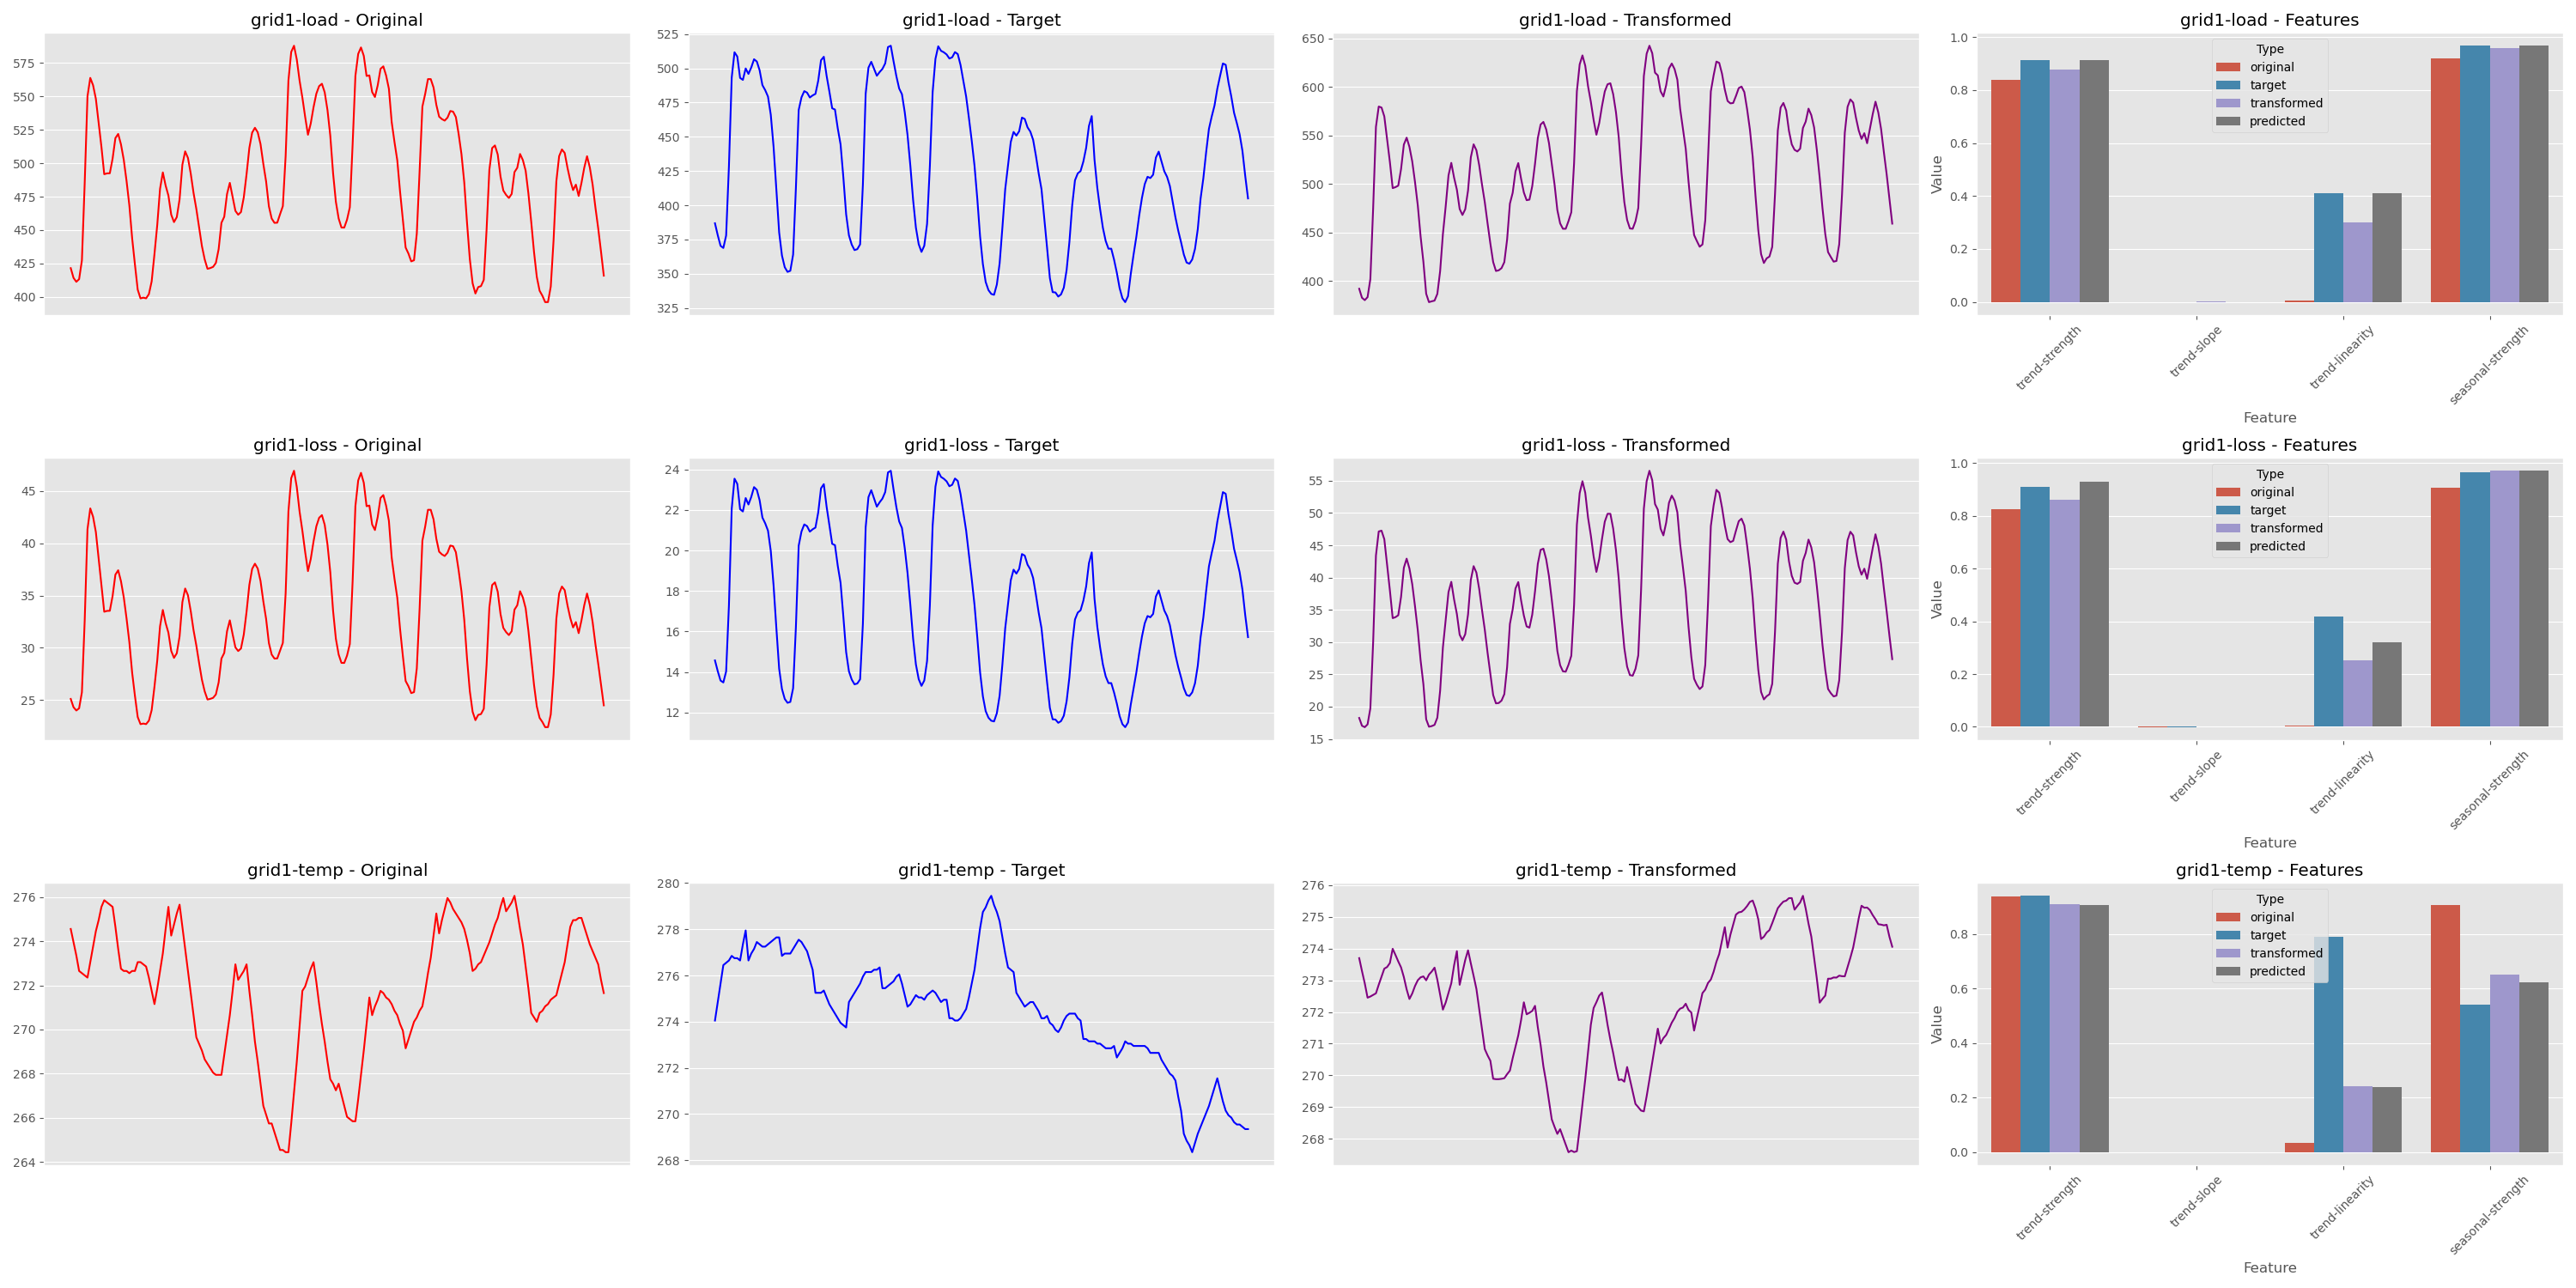 grid1-load - Original
575
550
525
500
475
450
425
400
grid1-load - Target
525
500
475
450
425
400
375
350
325
grid1-load - Transformed
650
600
550
500
450
400
grid1-load - Features
Value
1.0
0.8
0.6
0.4
0.2
0.0
Type
original
target
transformed
predicted
trend-strength
trend-slope
trend-linearity
seasonal-strength
Feature
grid1-loss - Original
45
40
35
30
25
grid1-loss - Target
24
22
20
18
16
14
12
grid1-loss - Transformed
55
50
45
40
35
30
25
20
15
grid1-loss - Features
Value
1.0
0.8
0.6
0.4
0.2
0.0
Type
original
target
transformed
predicted
trend-strength
trend-slope
trend-linearity
seasonal-strength
Feature
grid1-temp - Original
276
274
272
270
268
266
264
grid1-temp - Target
280
278
276
274
272
270
268
grid1-temp - Transformed
276
275
274
273
272
271
270
269
268
grid1-temp - Features
Value
0.8
0.6
0.4
0.2
0.0
Type
original
target
transformed
predicted
trend-strength
trend-slope
trend-linearity
seasonal-strength
Feature